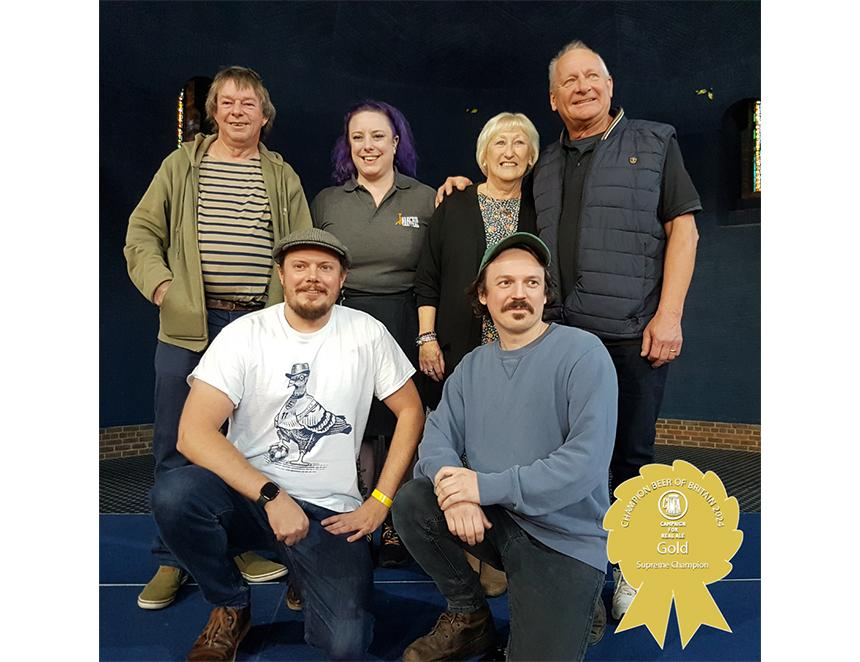 CHAMPION BEER OF BRITAIN 2024
CAMPAIGN
FOR
REAL ALE
Gold
Supreme Champion